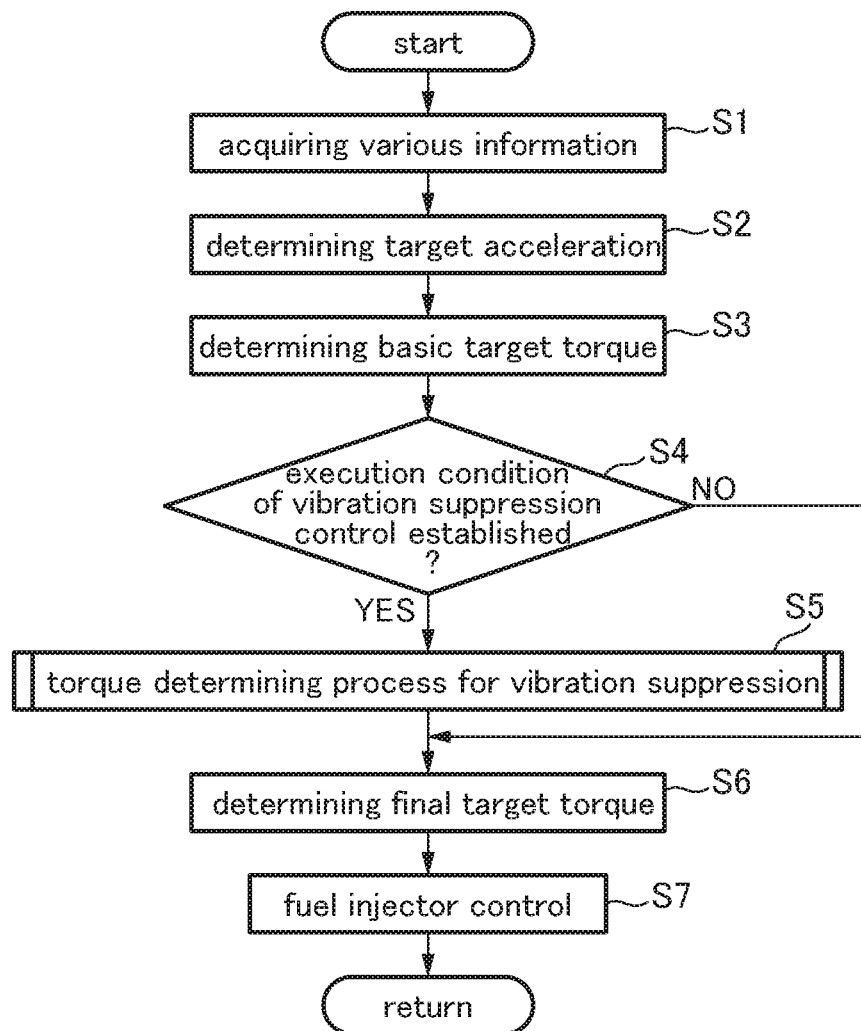 start
S1
acquiring various information
S2
determining target acceleration
S3
determining basic target torque
S4
execution condition
of vibration suppression
control established
?
NO
YES
S5
torque determining process for vibration suppression
S6
determining final target torque
S7
fuel injector control
return